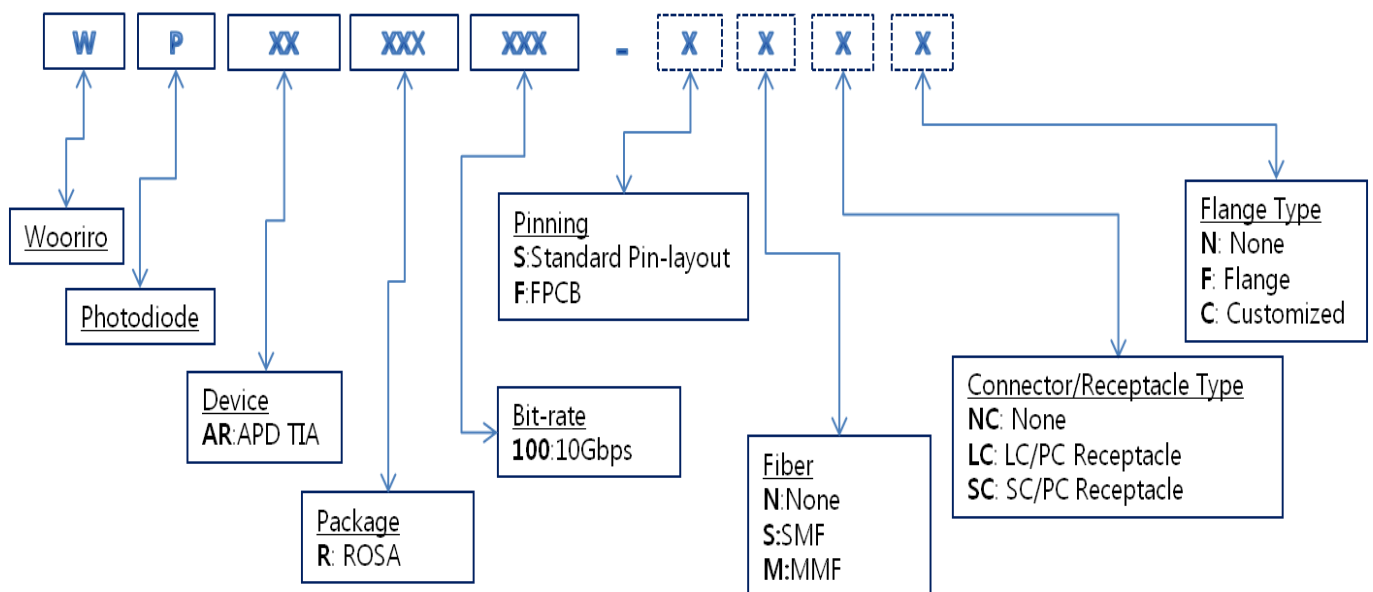 W P XX XXX XXX - X X X X
Wooriro
Photodiode
Device
AR:APD TIA
Package
R: ROSA
Bit-rate
100:10Gbps
Pinning
S:Standard Pin-layout
F:FPCB
Fiber
N:None
S:SMF
M:MMF
Connector/Receptacle Type
NC: None
LC: LC/PC Receptacle
SC: SC/PC Receptacle
Flange Type
N: None
F: Flange
C: Customized